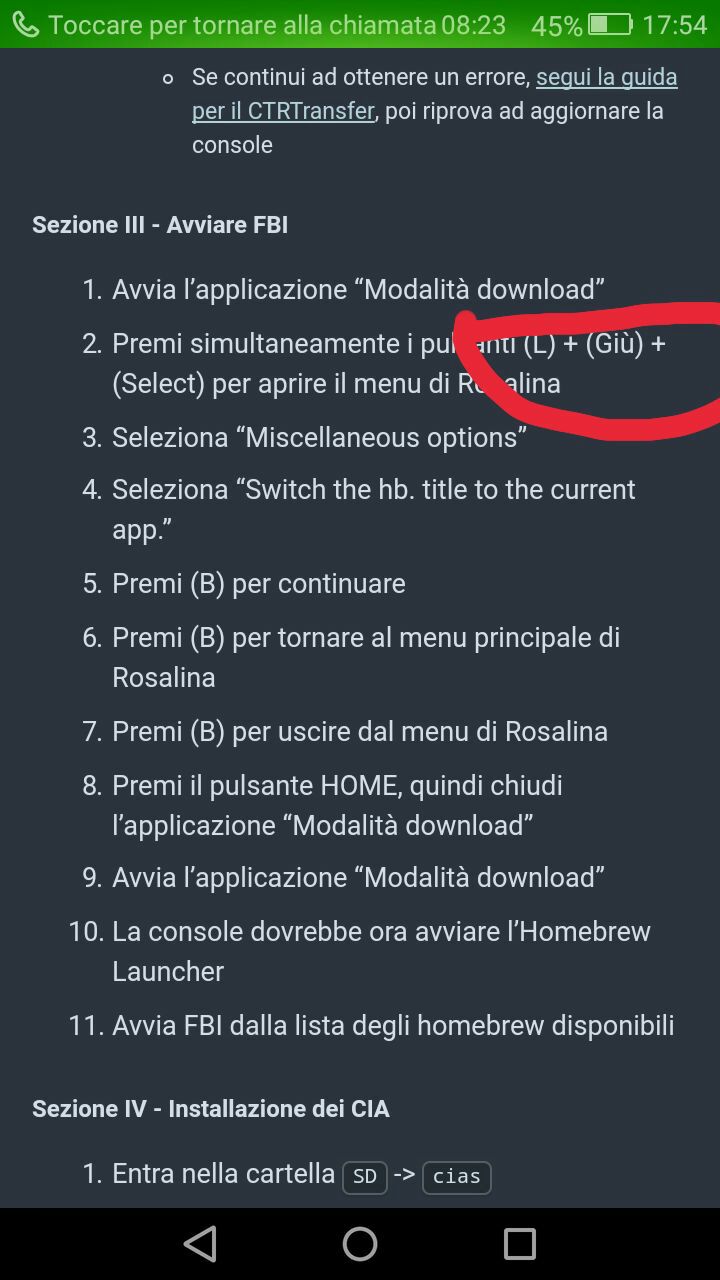 Toccare per tornare alla chiamata 08:23 45% 17:54
Se continui ad ottenere un errore, segui la guida
per il CTRTransfer, poi riprova ad aggiornare la
console
Sezione III - Avviare FBI
1. Avvia l’applicazione “Modalità download”
2. Premi simultaneamente i pulsanti (L) + (Giù) +
(Select) per aprire il menu di Rosalina
3. Seleziona “Miscellaneous options”
4. Seleziona “Switch the hb. title to the current
app.”
5. Premi (B) per continuare
6. Premi (B) per tornare al menu principale di
Rosalina
7. Premi (B) per uscire dal menu di Rosalina
8. Premi il pulsante HOME, quindi chiudi
l’applicazione “Modalità download”
9. Avvia l’applicazione “Modalità download”
10. La console dovrebbe ora avviare l’Homebrew
Launcher
11. Avvia FBI dalla lista degli homebrew disponibili
Sezione IV - Installazione dei CIA
1. Entra nella cartella SD -> cias